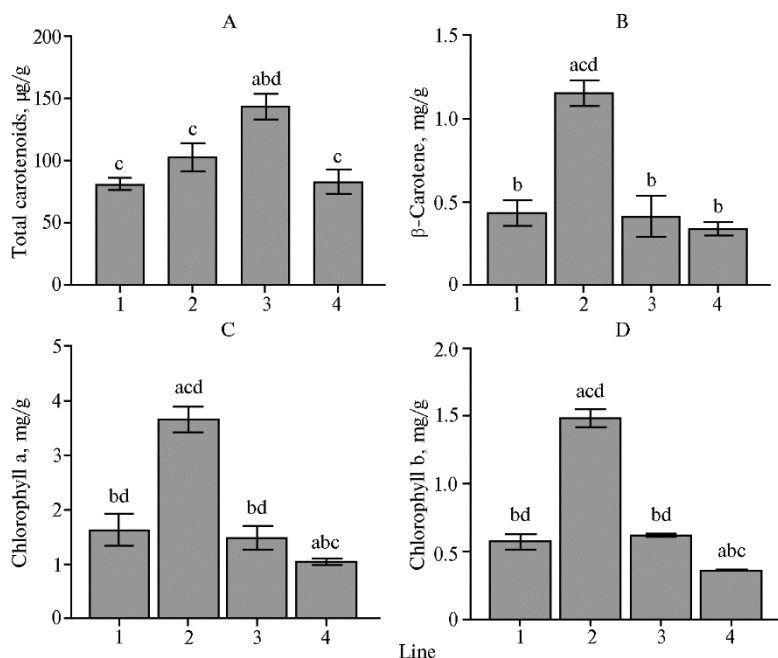 A
Total carotenoids, μg/g
200
150
100
50
0
c
c
abd
c
1 2 3 4
B
β-Carotene, mg/g
1.5
1.0
0.5
0
b
acd
b
b
1 2 3 4
C
Chlorophyll a, mg/g
5
4
3
2
1
0
bd
acd
bd
abc
1 2 3 4
D
Chlorophyll b, mg/g
2.0
1.5
1.0
0.5
0
bd
acd
bd
abc
1 2 3 4
Line